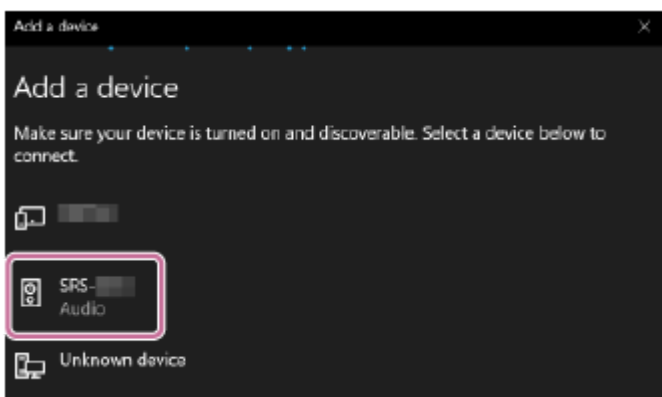 Add a device
Add a device
Make sure your device is turned on and discoverable. Select a device below to
connect.
SRS-
Audio
Unknown device